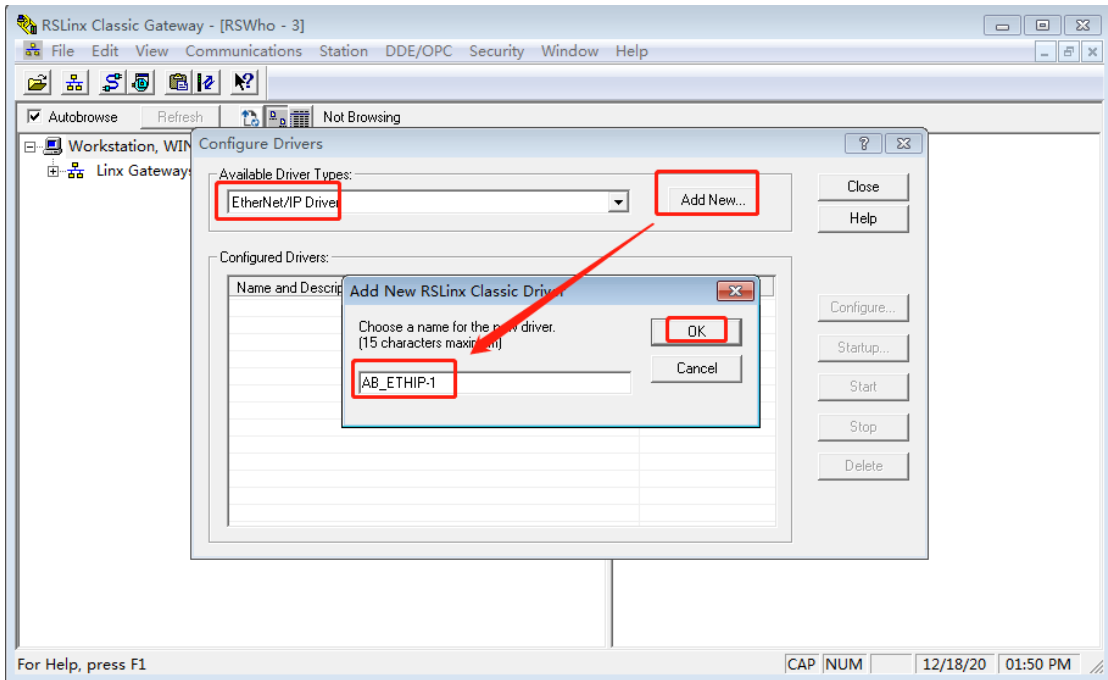 RSLinx Classic Gateway - [RSWho - 3]
File Edit View Communications Station DDE/OPC Security Window Help
Autobrowse Refresh Not Browsing
Workstation, WIN
Linx Gateways
Configure Drivers
Available Driver Types:
EtherNet/IP Driver
Add New...
Close
Help
Configured Drivers:
Name and Descrip
Configure...
Startup...
Start
Stop
Delete
Add New RSLinx Classic Driver
Choose a name for the new driver.
(15 characters maximum)
AB_ETHIP-1
OK
Cancel
For Help, press F1
CAP NUM 12/18/20 01:50 PM